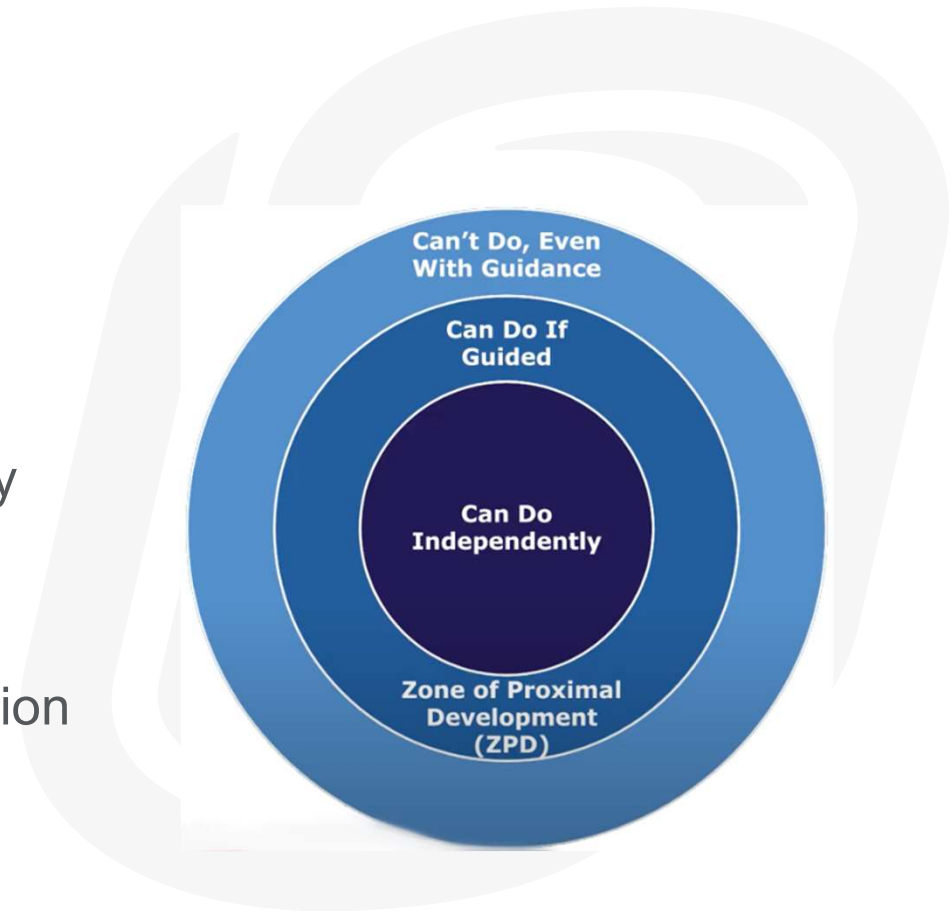 y
ion
Can't Do, Even
With Guidance
Can Do If
Guided
Can Do
Independently
Zone of Proximal
Development
(ZPD)